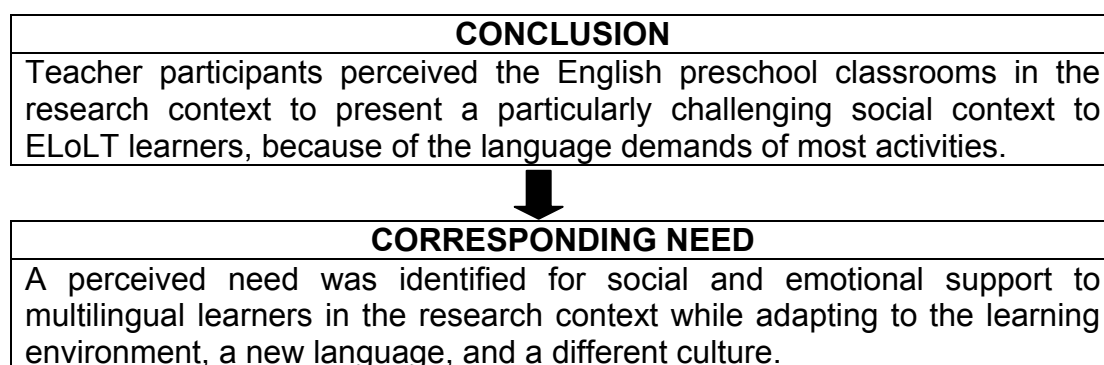 CONCLUSION
Teacher participants perceived the English preschool classrooms in the
research context to present a particularly challenging social context to
ELoLT learners, because of the language demands of most activities.
CORRESPONDING NEED
A perceived need was identified for social and emotional support to
multilingual learners in the research context while adapting to the learning
environment, a new language, and a different culture.